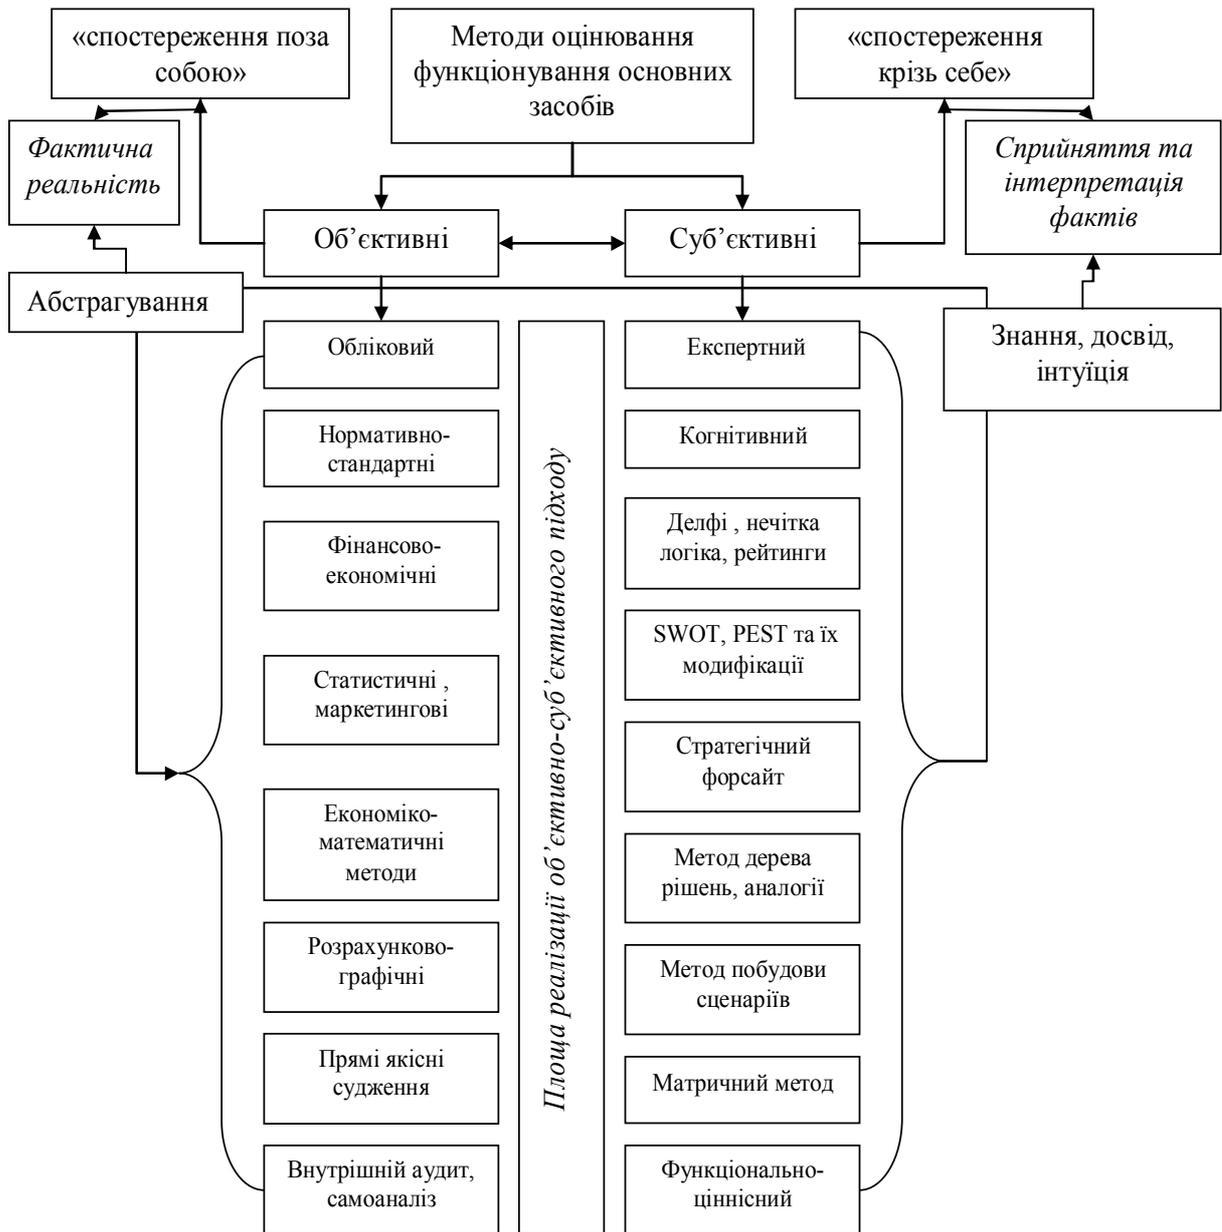 «спостереження поза
собою»
Методи оцінювання
функціонування основних
засобів
«спостереження
крізь себе»
Фактична
реальність
Сприйняття та
інтерпретація
фактів
Об’єктивні
Суб’єктивні
Абстрагування
Знання, досвід,
інтуїція
Обліковий
Нормативно-
стандартні
Фінансово-
економічні
Статистичні ,
маркетингові
Економіко-
математичні
методи
Розрахунково-
графічні
Прямі якісні
судження
Внутрішній аудит,
самоаналіз
Площа реалізації об’єктивно-суб’єктивного підходу
Експертний
Когнітивний
Делфі , нечітка
логіка, рейтинги
SWOT, PEST та їх
модифікації
Стратегічний
форсайт
Метод дерева
рішень, аналогії
Метод побудови
сценаріїв
Матричний метод
Функціонально-
ціннісний